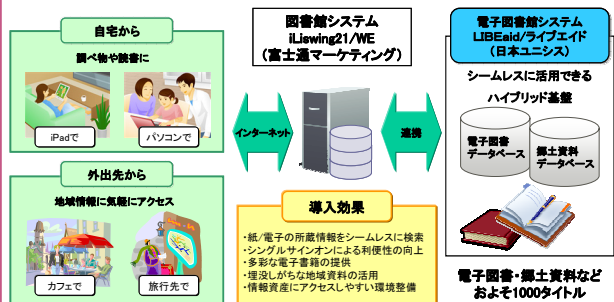 自宅から
調べ物や読書に
iPadで
パソコンで
外出先から
地域情報に気軽にアクセス
カフェで
旅行先で
図書館システム
iLiswing21/WE
(富士通マーケティング)
インターネット
連携
導入効果
・紙/電子の所蔵情報をシームレスに検索
・シングルサインオンによる利便性の向上
・多彩な電子書籍の提供
・埋没しがちな地域資料の活用
・情報資産にアクセスしやすい環境整備
電子図書館システム
LIBEaid/ライブエイド
(日本ユニシス)
シームレスに活用できる
ハイブリッド基盤
電子図書
データベース
郷土資料
データベース
電子図書・郷土資料など
およそ1000タイトル